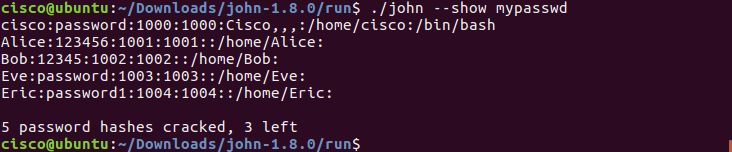 cisco@ubuntu:~/Downloads/john-1.8.0/run$ ./john --show mypasswd
cisco:password:1000:1000:Cisco,,,:/home/cisco:/bin/bash
Alice:123456:1001:1001::/home/Alice:
Bob:12345:1002:1002::/home/Bob:
Eve:password:1003:1003::/home/Eve:
Eric:password1:1004:1004::/home/Eric:
5 password hashes cracked, 3 left
cisco@ubuntu:~/Downloads/john-1.8.0/run$